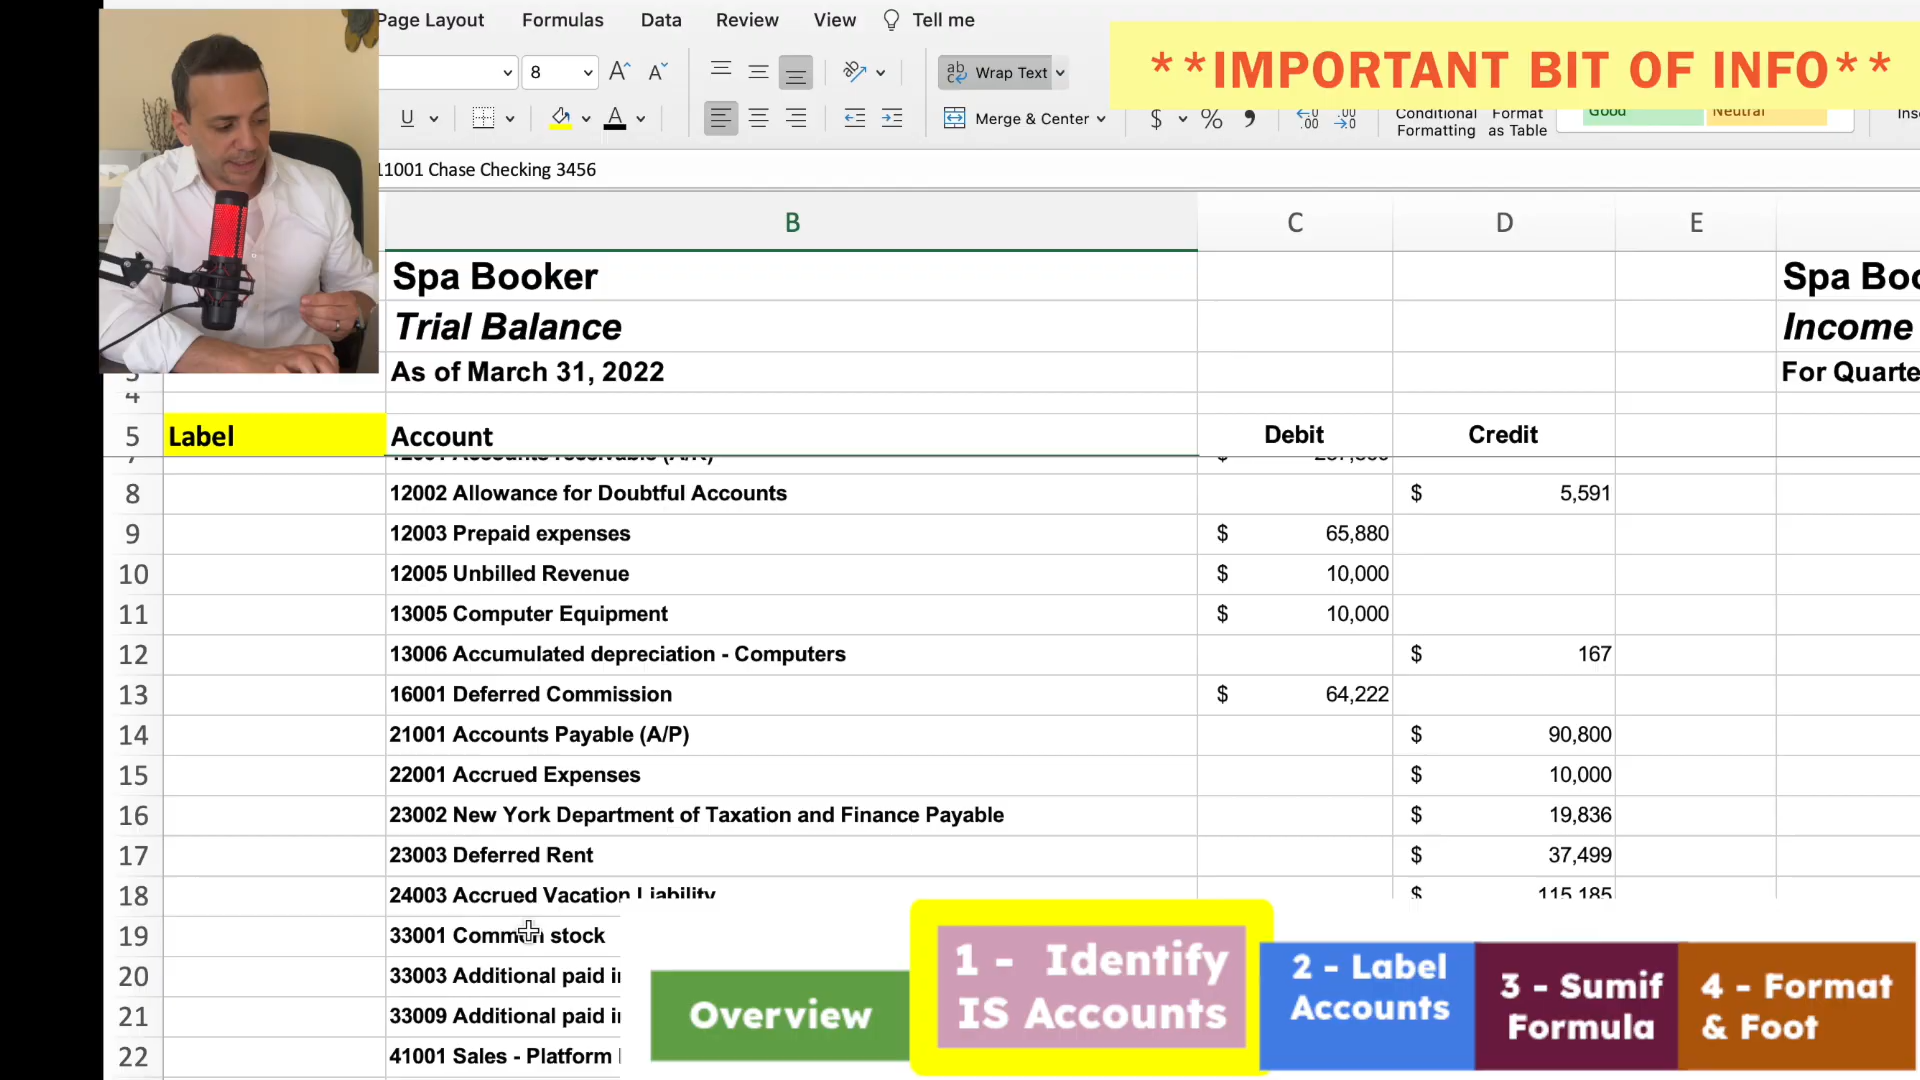 Page Layout Formulas Data Review View Tell me
**IMPORTANT BIT OF INFO**
8 Wrap Text
U A Merge & Center $ % Conditional Formatting Format as Table Good Neutral
11001 Chase Checking 3456
B C D E
Spa Booker
Trial Balance Income
As of March 31, 2022
4
5 Label Account Debit Credit
8 12002 Allowance for Doubtful Accounts $ 5,591
9 12003 Prepaid expenses $ 65,880
10 12005 Unbilled Revenue $ 10,000
11 13005 Computer Equipment $ 10,000
12 13006 Accumulated depreciation - Computers $ 167
13 16001 Deferred Commission $ 64,222
14 21001 Accounts Payable (A/P) $ 90,800
15 22001 Accrued Expenses $ 10,000
16 23002 New York Department of Taxation and Finance Payable $ 19,836
17 23003 Deferred Rent $ 37,499
18 24003 Accrued Vacation Liability $ 115,185
19 33001 Common stock
20 33003 Additional paid
21 33009 Additional paid
22 41001 Sales - Platform
Overview
1 - Identify
IS Accounts
2 - Label
Accounts
3 - Sumif
Formula
4 - Format
& Foot